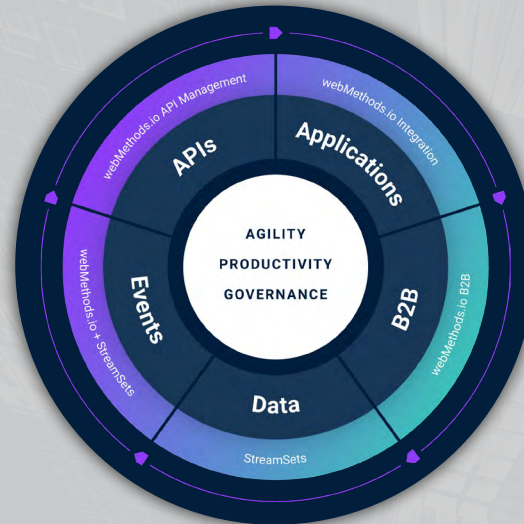 webMethods.io API Management
webMethods.io Integration
APIs
Applications
AGILITY
PRODUCTIVITY
GOVERNANCE
Events
B2B
webMethods.io + StreamSets
webMethods.io B2B
Data
StreamSets